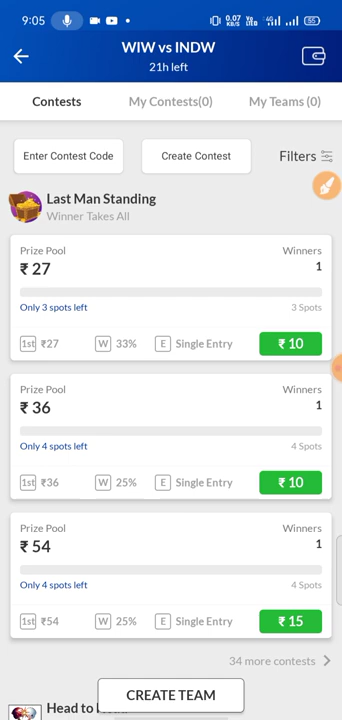 9:05
0.07 KB/S
Vo LTE
4G
55
WIW vs INDW
21h left
Contests My Contests(0) My Teams (0)
Enter Contest Code Create Contest Filters
Last Man Standing
Winner Takes All
Prize Pool Winners
₹ 27 1
Only 3 spots left 3 Spots
1st ₹27 W 33% E Single Entry ₹ 10
Prize Pool Winners
₹ 36 1
Only 4 spots left 4 Spots
1st ₹36 W 25% E Single Entry ₹ 10
Prize Pool Winners
₹ 54 1
Only 4 spots left 4 Spots
1st ₹54 W 25% E Single Entry ₹ 15
34 more contests
Head to
CREATE TEAM